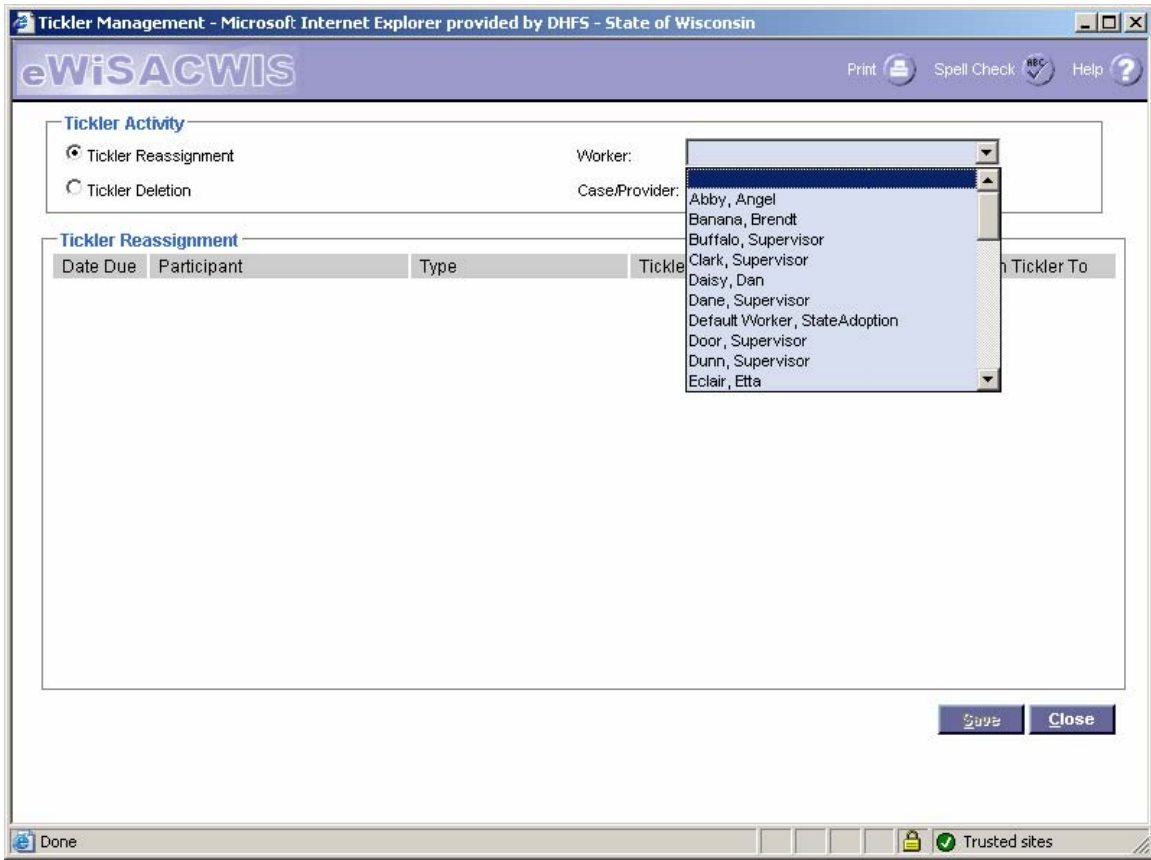 Tickler Management - Microsoft Internet Explorer provided by DHFS - State of Wisconsin
eWiSACWIS
Print Spell Check ABC Help ?
Tickler Activity
Tickler Reassignment Worker:
Tickler Deletion Case/Provider:
Abby, Angel
Banana, Brendt
Buffalo, Supervisor
Clark, Supervisor
Daisy, Dan
Dane, Supervisor
Default Worker, StateAdoption
Door, Supervisor
Dunn, Supervisor
Eclair, Etta
Tickler Reassignment
Date Due Participant Type Tickle n Tickler To
Save Close
Done Trusted sites